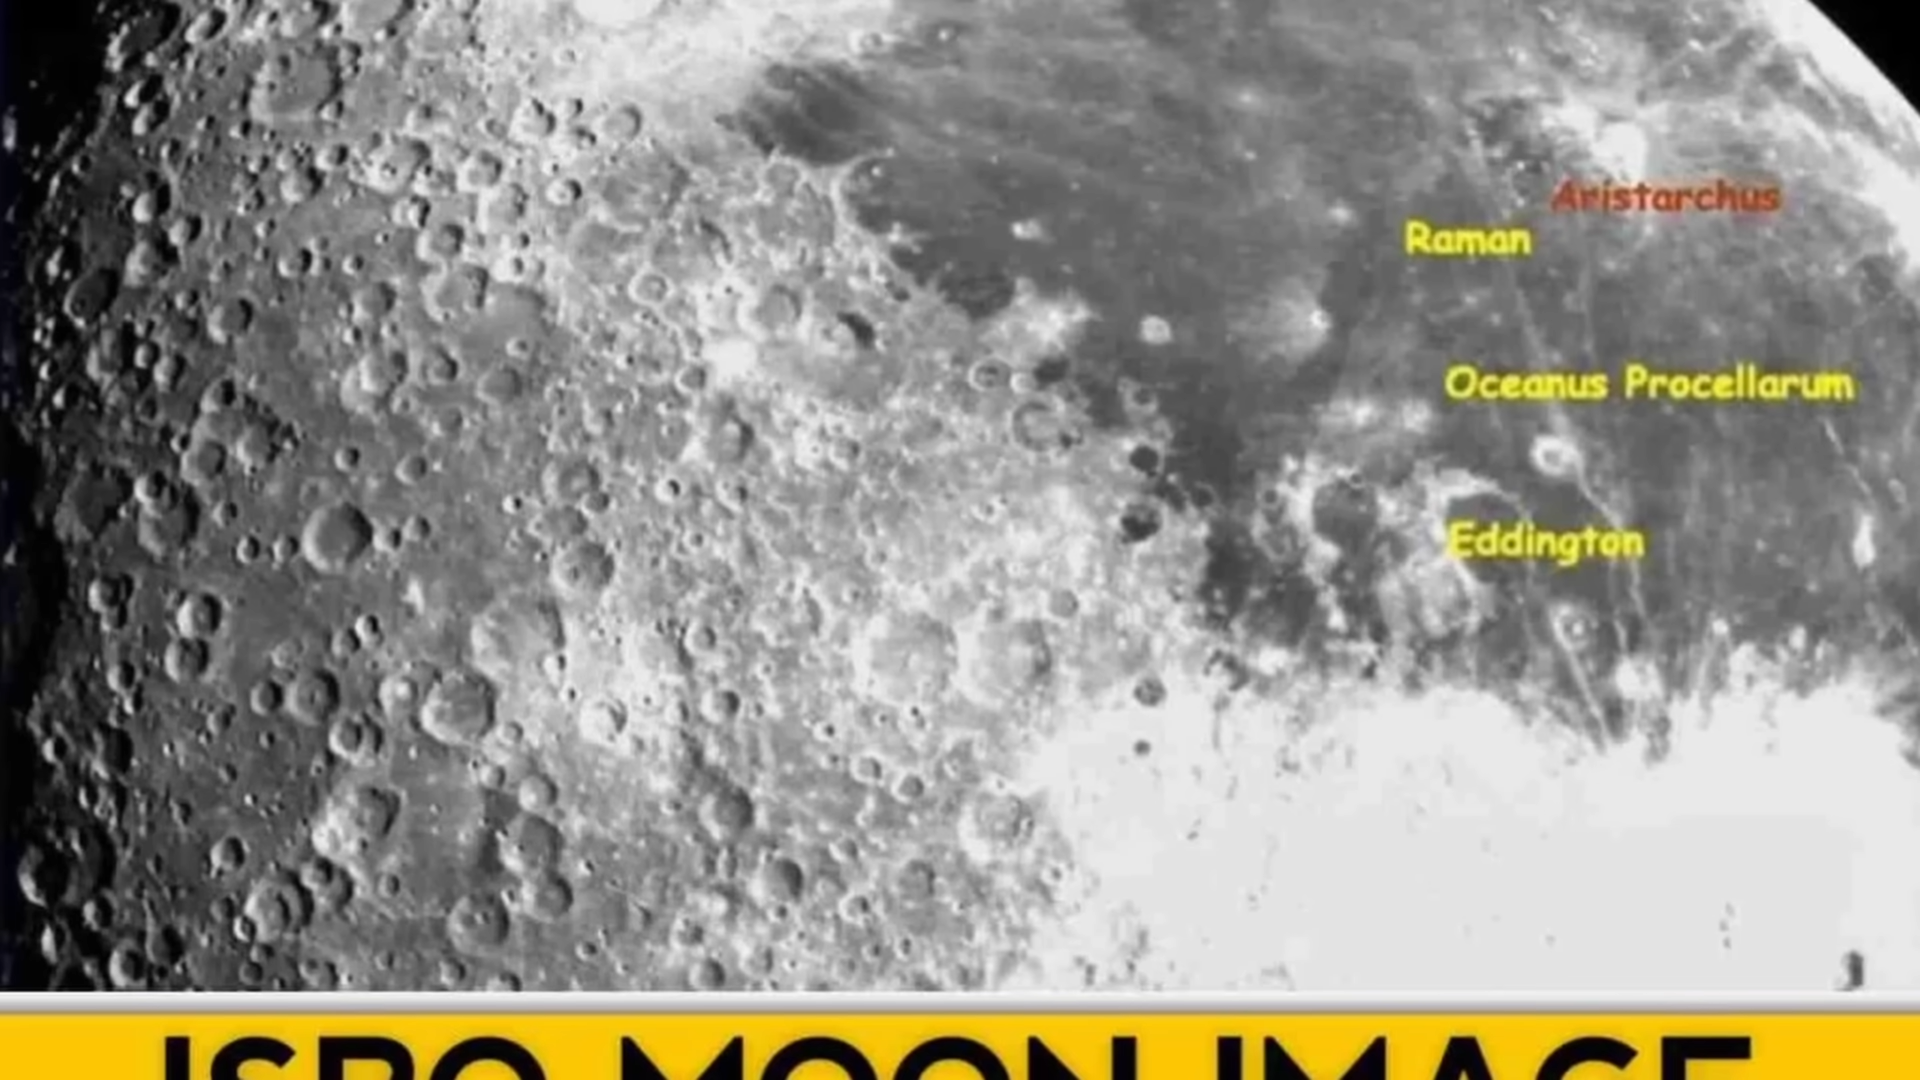 Aristarchus
Raman
Oceanus Procellarum
Eddington
ISRO MOON IMAGE